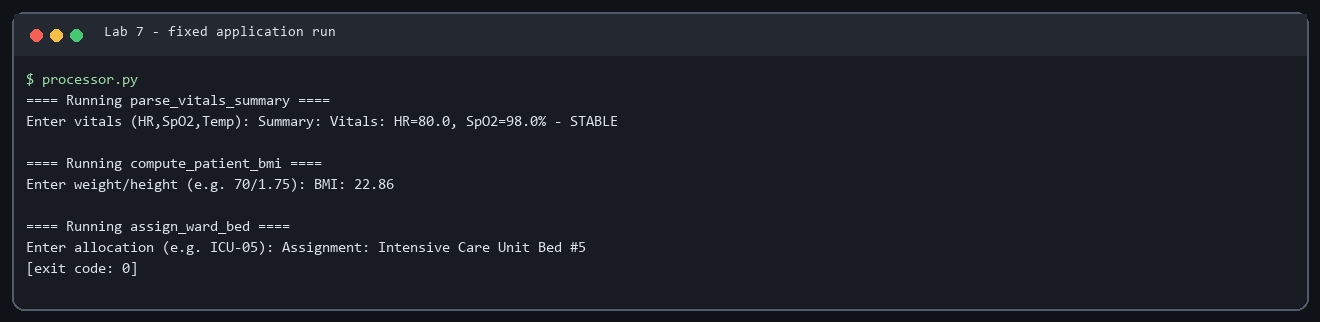 Lab 7 - fixed application run
$ processor.py
==== Running parse_vitals_summary ====
Enter vitals (HR,SpO2,Temp): Summary: Vitals: HR=80.0, SpO2=98.0% - STABLE
==== Running compute_patient_bmi ====
Enter weight/height (e.g. 70/1.75): BMI: 22.86
==== Running assign_ward_bed ====
Enter allocation (e.g. ICU-05): Assignment: Intensive Care Unit Bed #5
[exit code: 0]